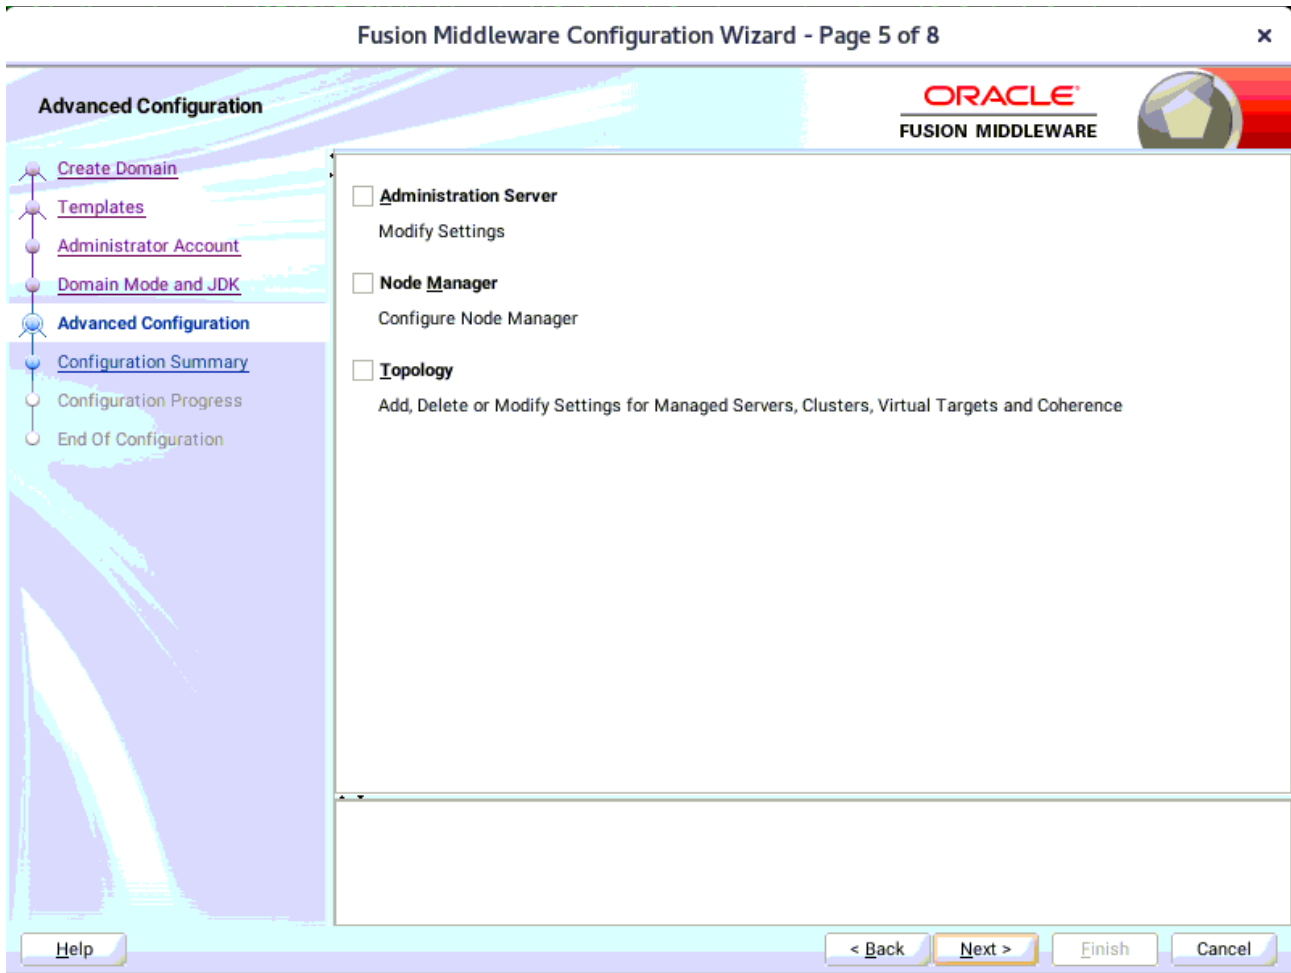 Fusion Middleware Configuration Wizard - Page 5 of 8
×
Advanced Configuration
ORACLE
FUSION MIDDLEWARE
Create Domain
Templates
Administrator Account
Domain Mode and JDK
Advanced Configuration
Configuration Summary
Configuration Progress
End Of Configuration
Administration Server
Modify Settings
Node Manager
Configure Node Manager
Topology
Add, Delete or Modify Settings for Managed Servers, Clusters, Virtual Targets and Coherence
Help
< Back
Next >
Finish
Cancel